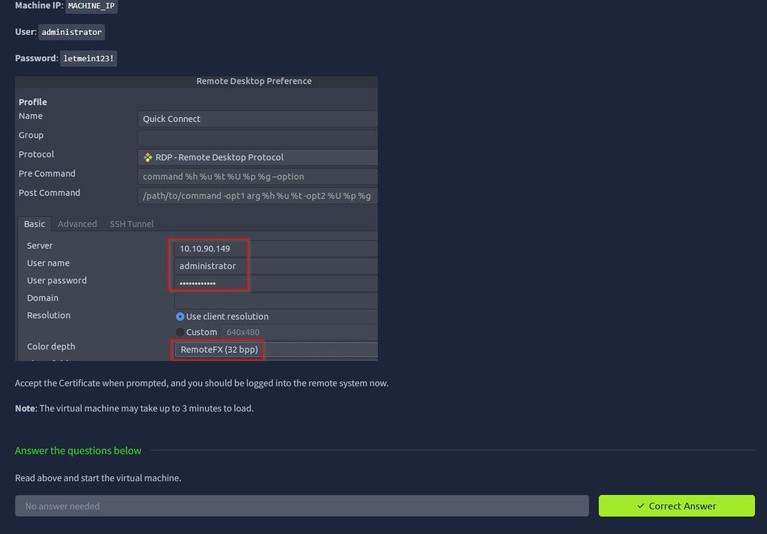 Machine IP: MACHINE_IP
User: administrator
Password: letmein123!
Remote Desktop Preference
Profile
Name Quick Connect
Group
Protocol RDP - Remote Desktop Protocol
Pre Command command %h %u %t %U %p %g --option
Post Command /path/to/command -opt1 arg %h %u %t -opt2 %U %p %g
Basic Advanced SSH Tunnel
Server 10.10.90.149
User name administrator
User password ••••••••••••
Domain
Resolution Use client resolution
Custom 640x480
Color depth RemoteFX (32 bpp)
Accept the Certificate when prompted, and you should be logged into the remote system now.
Note: The virtual machine may take up to 3 minutes to load.
Answer the questions below
Read above and start the virtual machine.
No answer needed ✓ Correct Answer